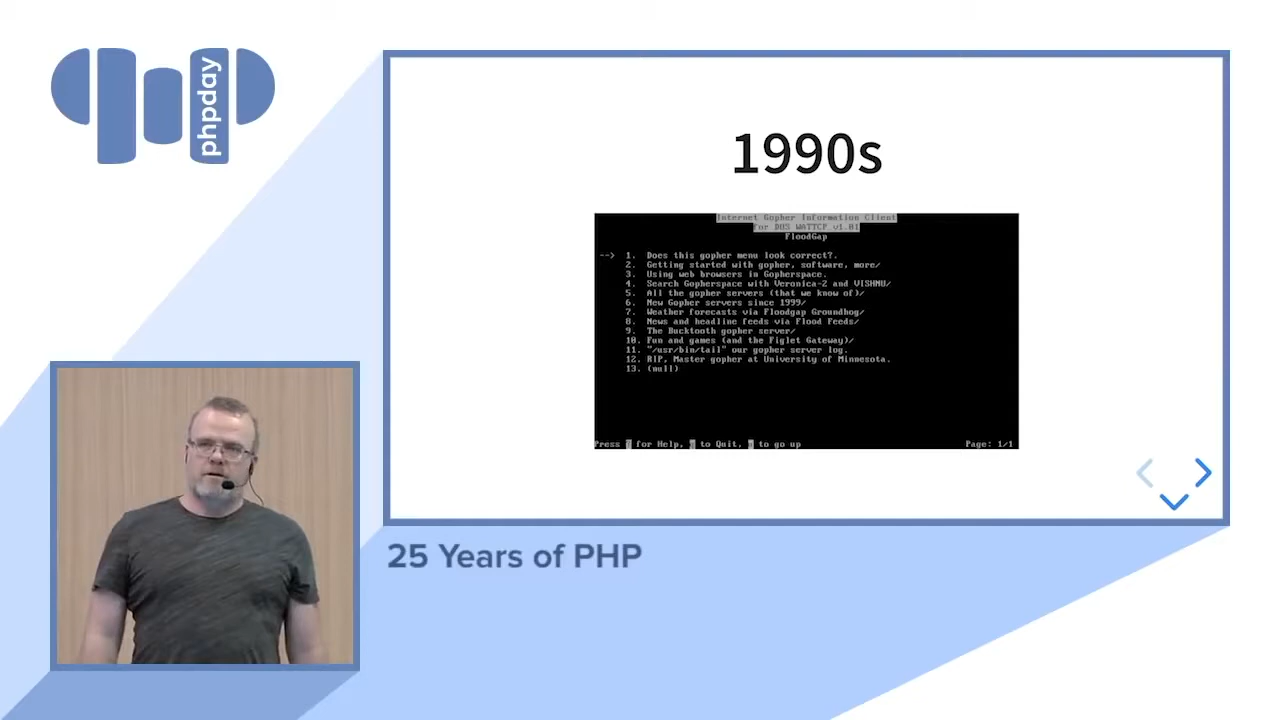 phpday
1990s
Internet Gopher Information Client
for DOS WATTCP v1.01
FloodGap
--> 1. Does this gopher menu look correct?.
2. Getting started with gopher, software, more/
3. Using web browsers in Gopherspace.
4. Search Gopherspace with Veronica-2 and VISHNU/
5. All the gopher servers (that we know of)/
6. New Gopher servers since 1999/
7. Weather forecasts via Floodgap Groundhog/
8. News and headline feeds via Flood Feeds/
9. The Bucktooth gopher server/
10. Fun and games (and the Figlet Gateway)/
11. "/usr/bin/tail" our gopher server log.
12. RIP, Master gopher at University of Minnesota.
13. (null)
Press for Help, to Quit, to go up Page: 1/1
25 Years of PHP